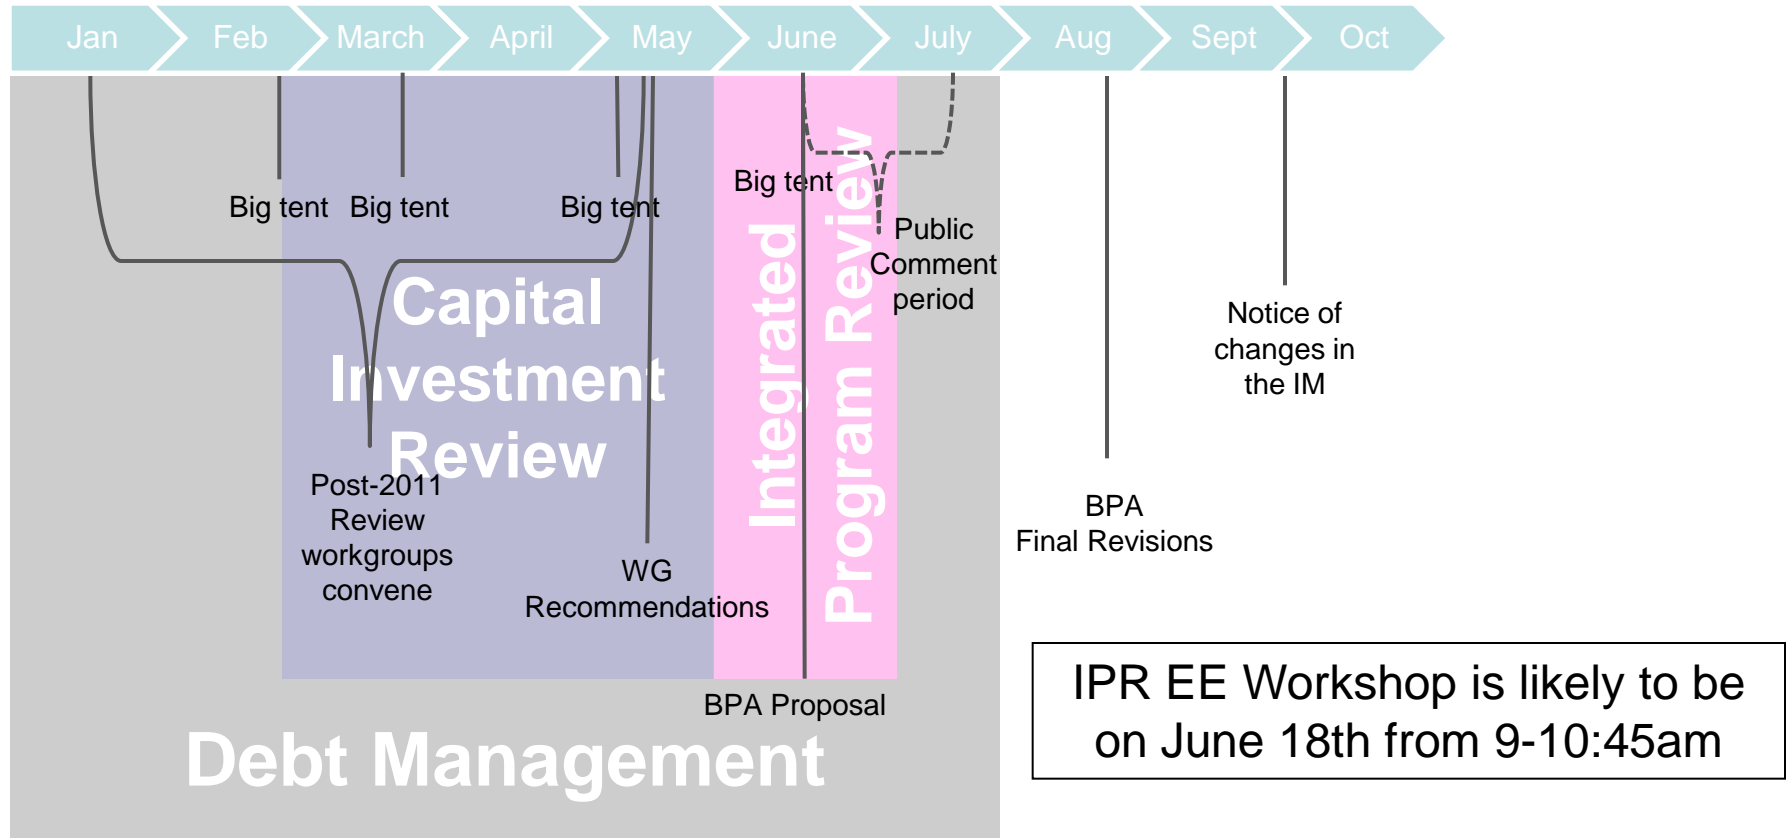 Jan Feb March April May June July Aug Sept Oct
Big tent Big tent Big tent Big tent
Public
Comment
period
Capital
Investment
Review
Integrated
Program Review
Notice of
changes in
the IM
Post-2011
Review
workgroups
convene
WG
Recommendations
BPA
Final Revisions
BPA Proposal
Debt Management
IPR EE Workshop is likely to be
on June 18th from 9-10:45am